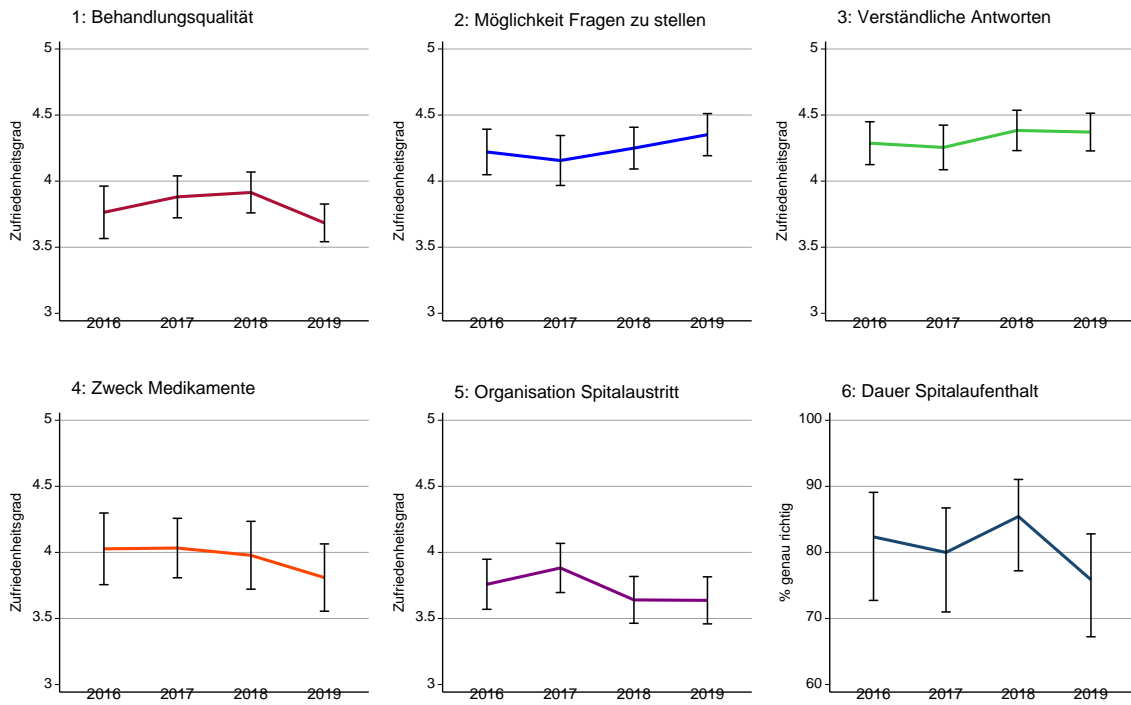 1: Behandlungsqualität
5
4.5
4
3.5
3
Zufriedenheitsgrad
2016 2017 2018 2019
2: Möglichkeit Fragen zu stellen
5
4.5
4
3.5
3
Zufriedenheitsgrad
2016 2017 2018 2019
3: Verständliche Antworten
5
4.5
4
3.5
3
Zufriedenheitsgrad
2016 2017 2018 2019
4: Zweck Medikamente
5
4.5
4
3.5
3
Zufriedenheitsgrad
2016 2017 2018 2019
5: Organisation Spitalaustritt
5
4.5
4
3.5
3
Zufriedenheitsgrad
2016 2017 2018 2019
6: Dauer Spitalaufenthalt
100
90
80
70
60
% genau richtig
2016 2017 2018 2019